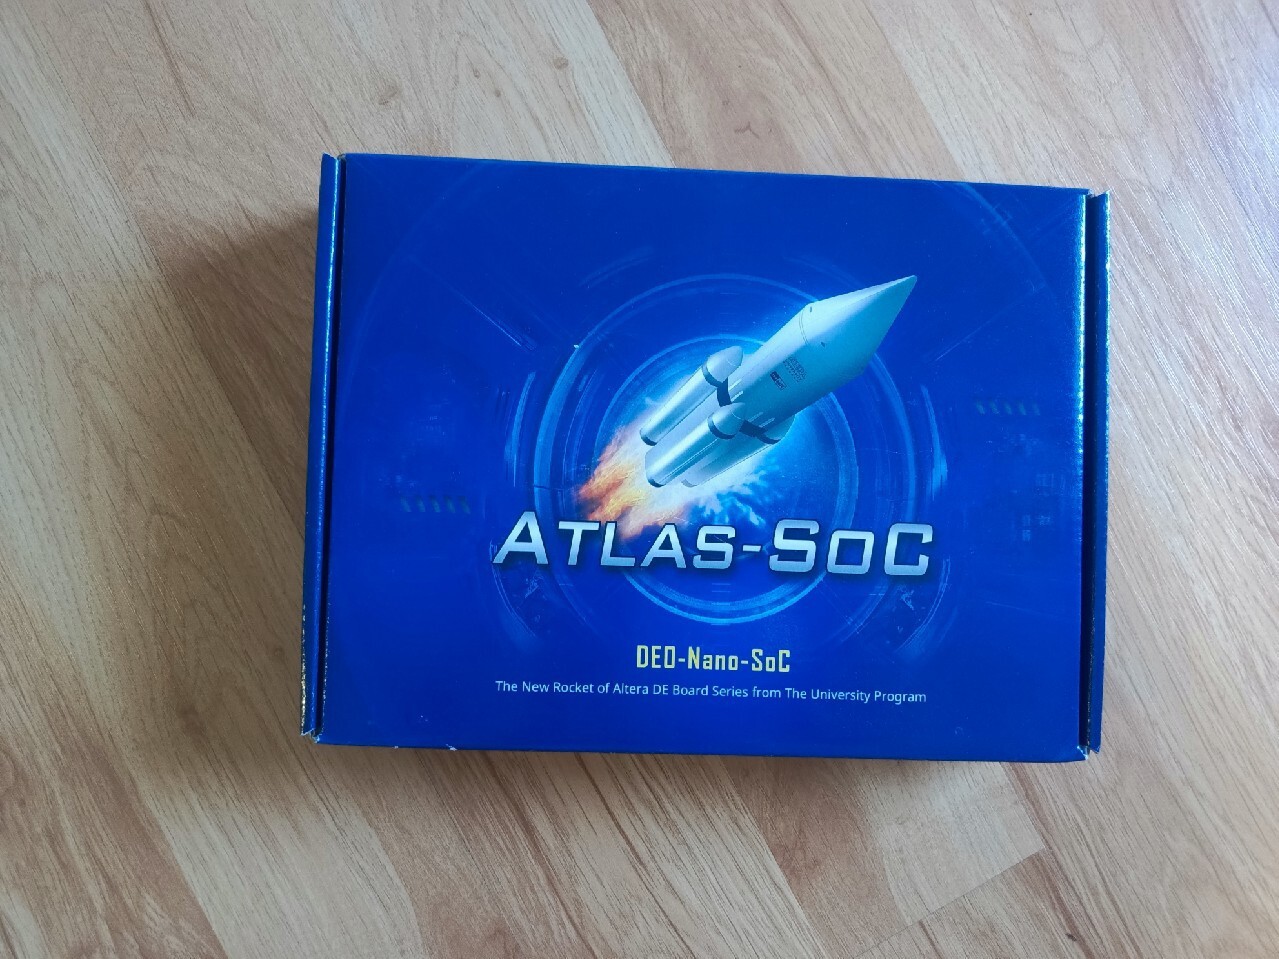 ATLAS-SOC
DE0-Nano-SoC
The New Rocket of Altera DE Board Series from The University Program